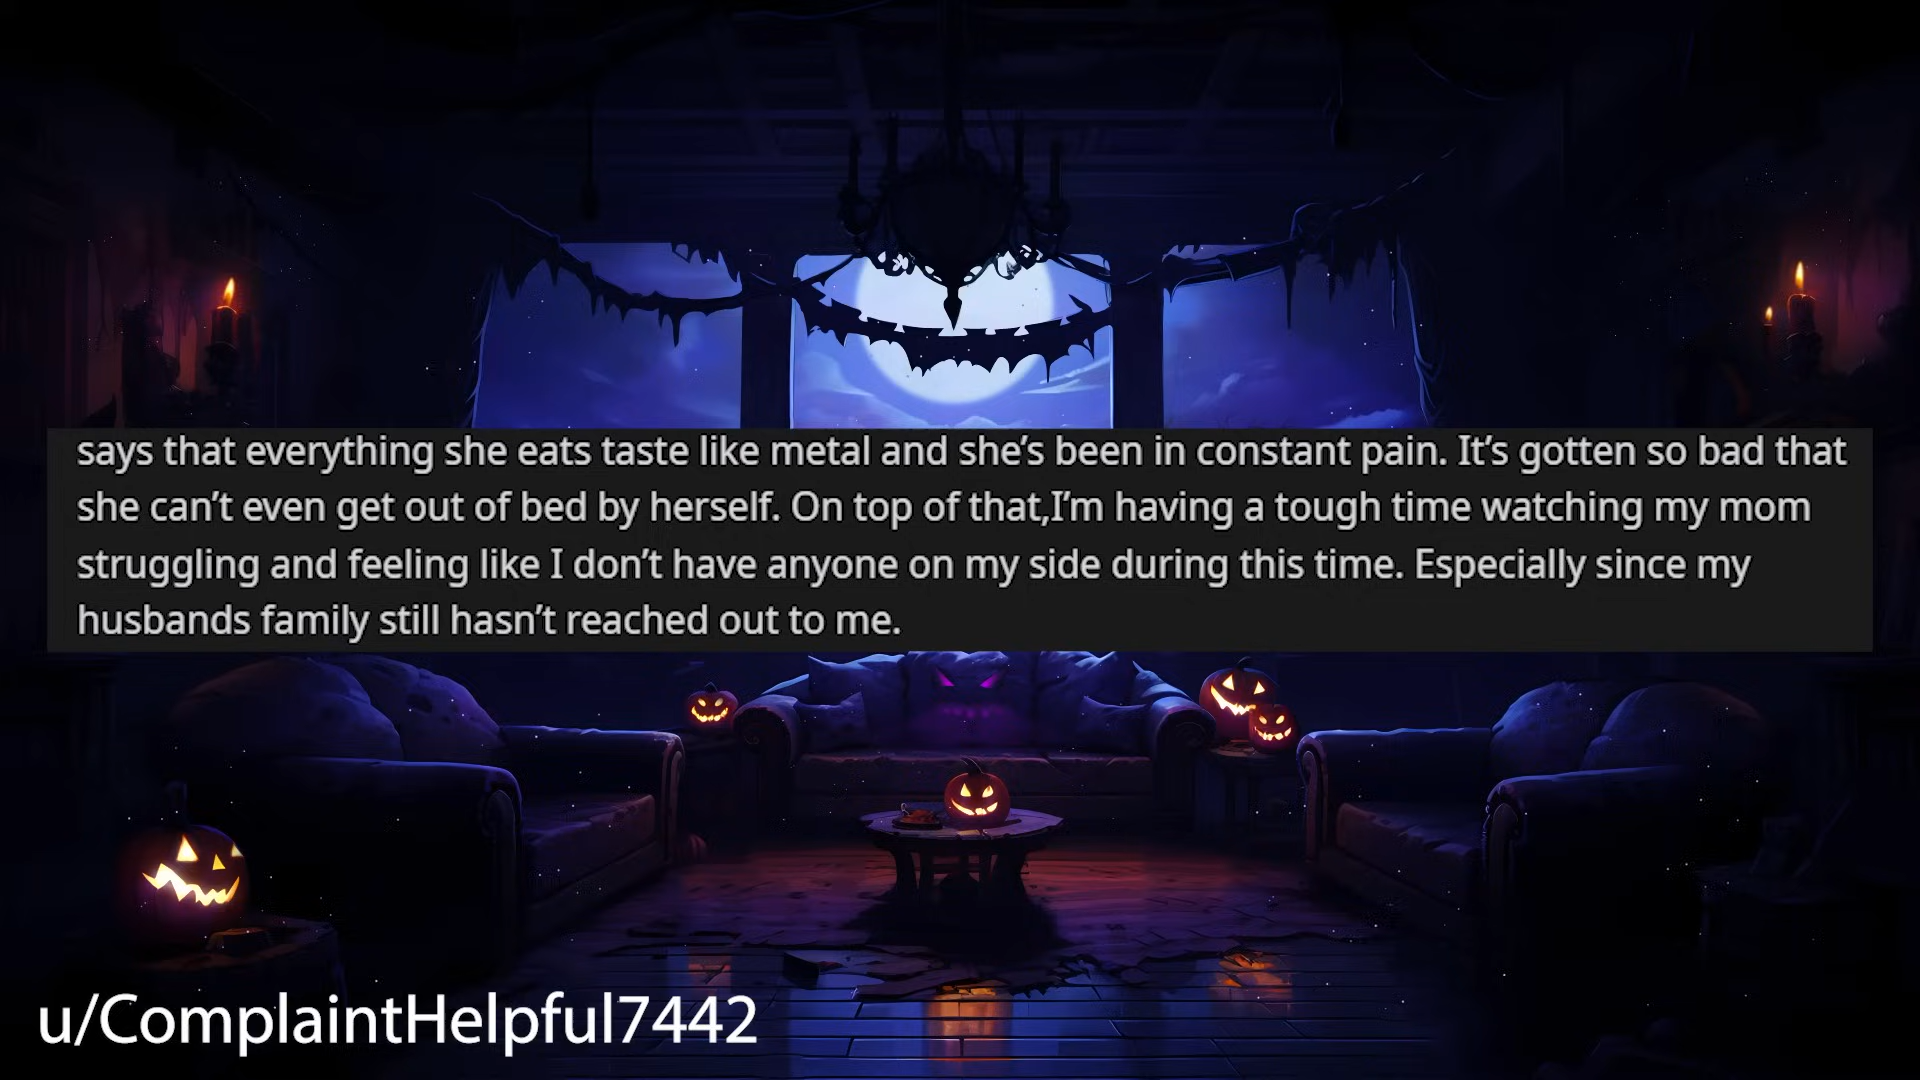 says that everything she eats taste like metal and she’s been in constant pain. It’s gotten so bad that
she can’t even get out of bed by herself. On top of that,I’m having a tough time watching my mom
struggling and feeling like I don’t have anyone on my side during this time. Especially since my
husbands family still hasn’t reached out to me.
u/ComplaintHelpful7442